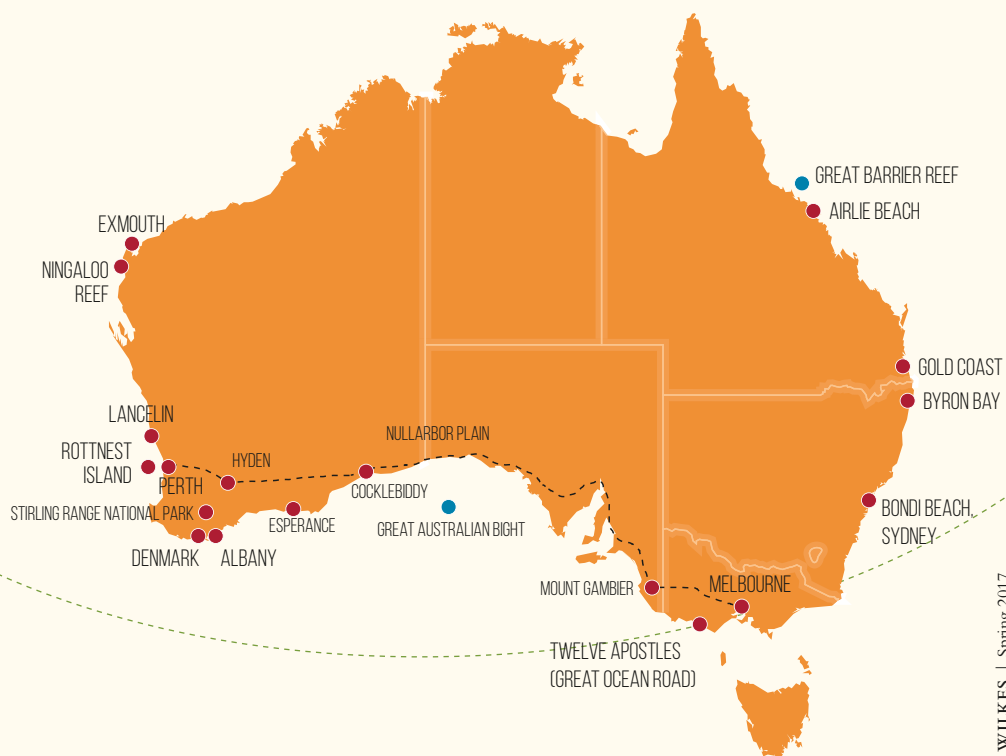 GREAT BARRIER REEF
AIRLIE BEACH
EXMOUTH
NINGALOO
REEF
GOLD COAST
BYRON BAY
LANCELIN
NULLARBOR PLAIN
ROTTNEST
ISLAND
HYDEN
PERTH
COCKLEBIDDY
STIRLING RANGE NATIONAL PARK
ESPERANCE
GREAT AUSTRALIAN BIGHT
BONDI BEACH,
SYDNEY
DENMARK
ALBANY
MOUNT GAMBIER
MELBOURNE
TWELVE APOSTLES
(GREAT OCEAN ROAD)
WILKES | Spring 2017